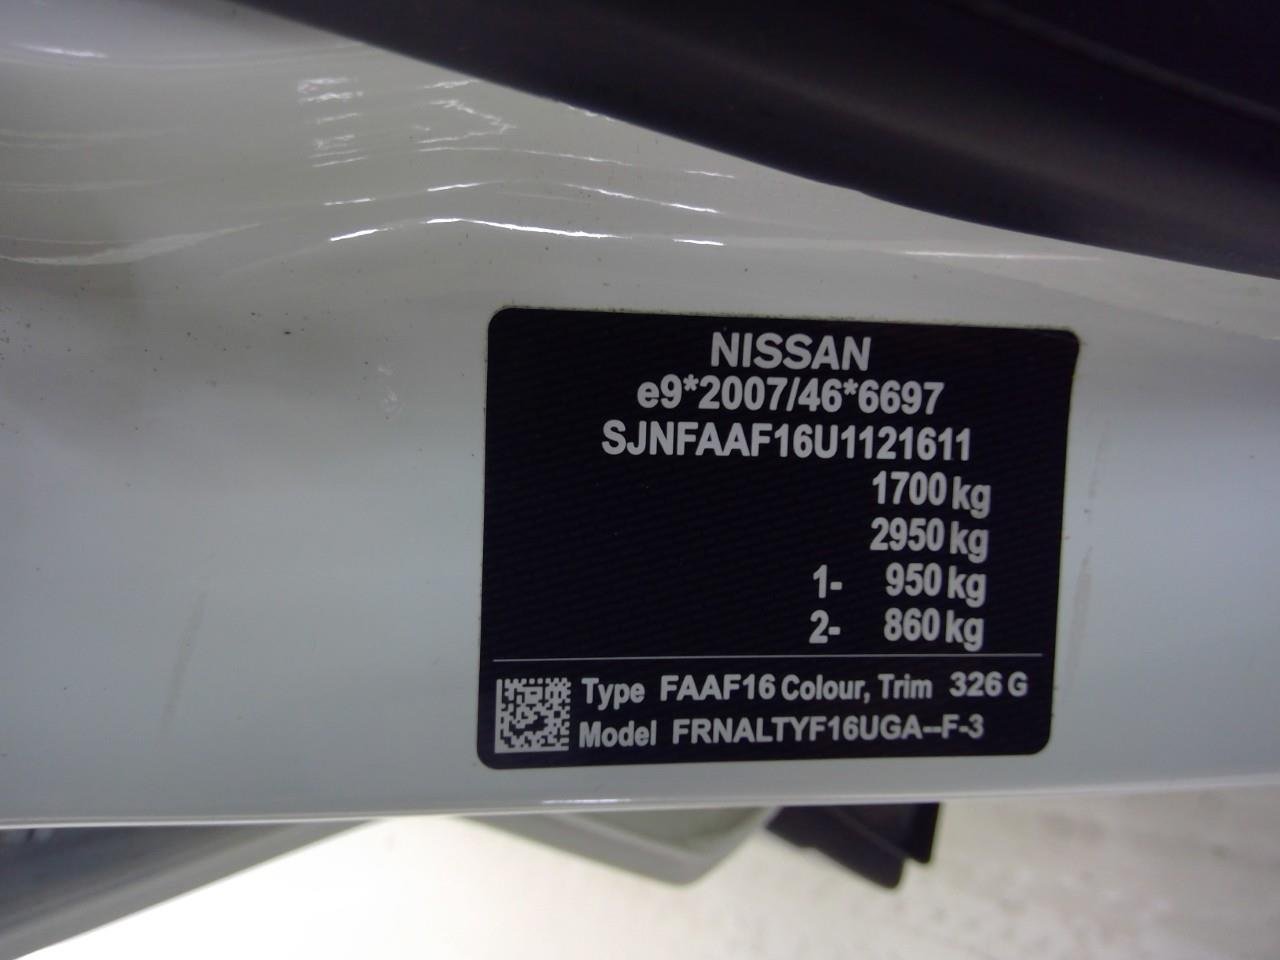 NISSAN
e9*2007/46*6697
SJNFAAF16U1121611
1700 kg
2950 kg
1- 950 kg
2- 860 kg
Type FAAF16 Colour, Trim 326 G
Model FRNALTYF16UGA--F-3